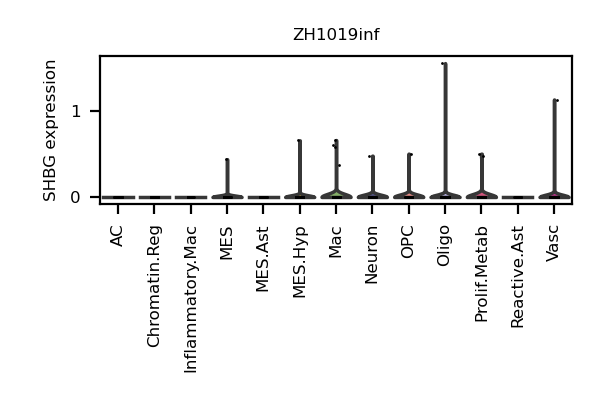 ZH1019inf
SHBG expression
1
0
AC
Chromatin.Reg
Inflammatory.Mac
MES
MES.Ast
MES.Hyp
Mac
Neuron
OPC
Oligo
Prolif.Metab
Reactive.Ast
Vasc